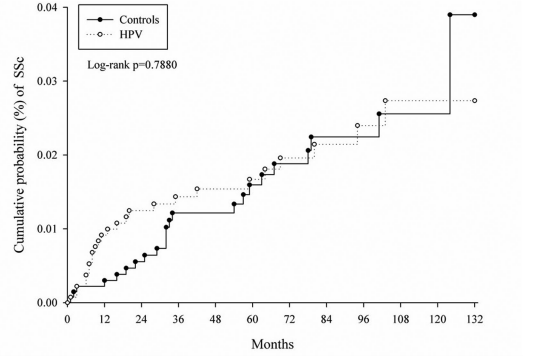 Controls
HPV
Log-rank p=0.7880
Cumulative probability (%) of SSc
0.04
0.03
0.02
0.01
0.00
0 12 24 36 48 60 72 84 96 108 120 132
Months